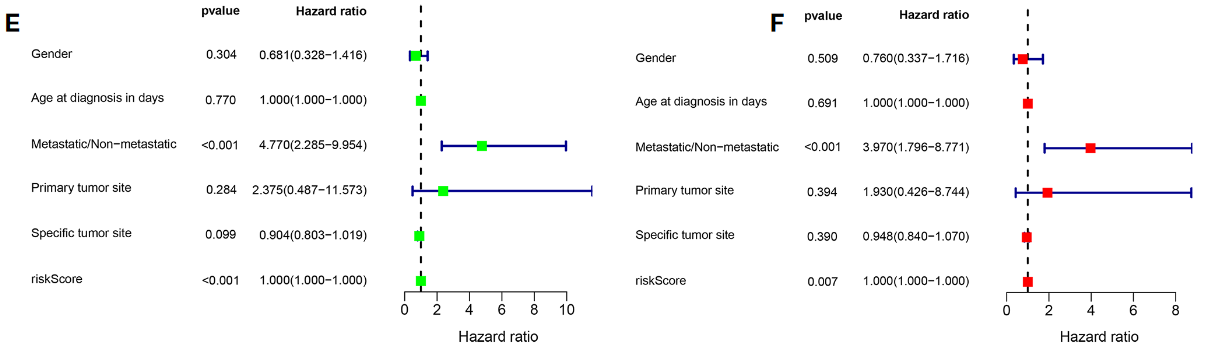 E
pvalue Hazard ratio
Gender 0.304 0.681(0.328−1.416)
Age at diagnosis in days 0.770 1.000(1.000−1.000)
Metastatic/Non−metastatic <0.001 4.770(2.285−9.954)
Primary tumor site 0.284 2.375(0.487−11.573)
Specific tumor site 0.099 0.904(0.803−1.019)
riskScore <0.001 1.000(1.000−1.000)
0 2 4 6 8 10
Hazard ratio
F
pvalue Hazard ratio
Gender 0.509 0.760(0.337−1.716)
Age at diagnosis in days 0.691 1.000(1.000−1.000)
Metastatic/Non−metastatic <0.001 3.970(1.796−8.771)
Primary tumor site 0.394 1.930(0.426−8.744)
Specific tumor site 0.390 0.948(0.840−1.070)
riskScore 0.007 1.000(1.000−1.000)
0 2 4 6 8
Hazard ratio